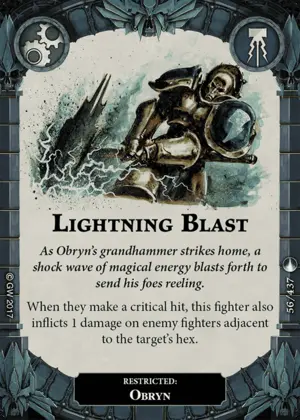 LIGHTNING BLAST
As Obryn's grandhammer strikes home, a
shock wave of magical energy blasts forth to
send his foes reeling.
When they make a critical hit, this fighter also
inflicts 1 damage on enemy fighters adjacent
to the target's hex.
© GW 2017
56/437
RESTRICTED:
OBRYN